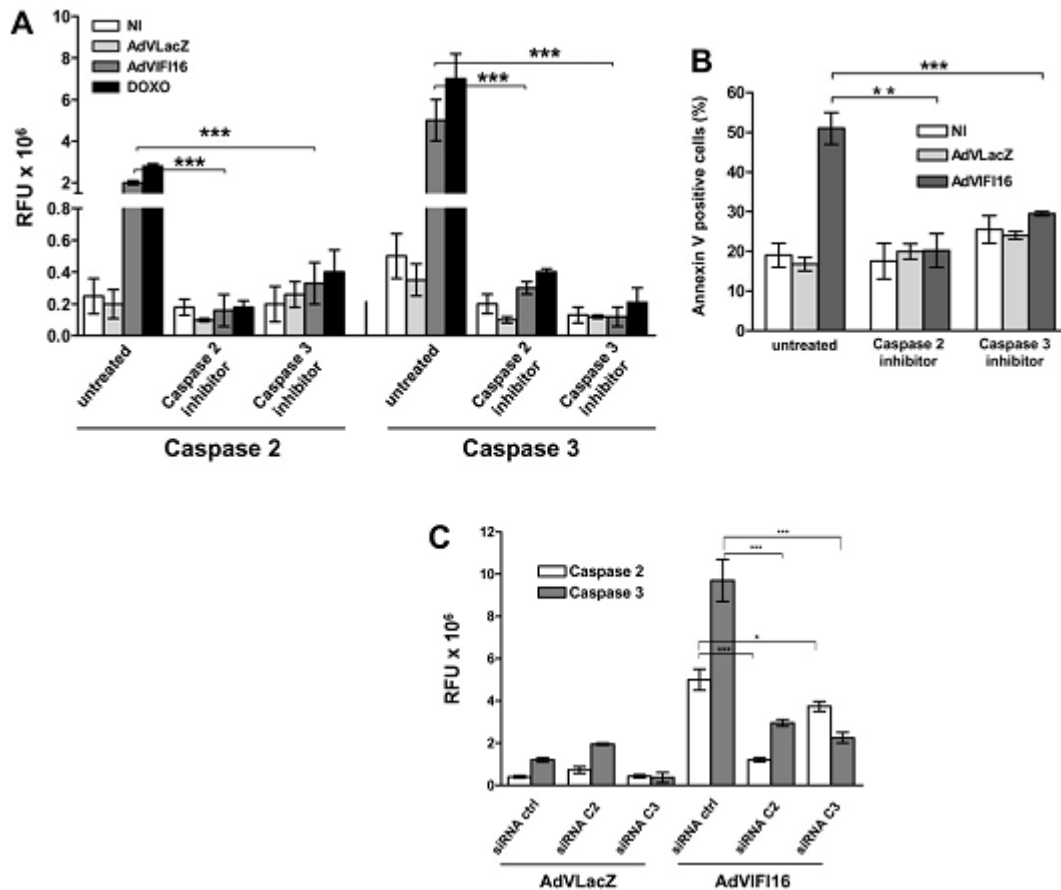 A
NI
AdVLacZ
AdVIFI16
DOXO
RFU x 10⁶
10
8
6
4
2
0.6
0.4
0.2
0.0
***
***
***
***
untreated
Caspase 2
inhibitor
Caspase 3
inhibitor
untreated
Caspase 2
inhibitor
Caspase 3
inhibitor
Caspase 2
Caspase 3
B
NI
AdVLacZ
AdVIFI16
Annexin V positive cells (%)
60
50
40
30
20
10
0
***
**
untreated
Caspase 2
inhibitor
Caspase 3
inhibitor
C
Caspase 2
Caspase 3
RFU x 10⁶
12
10
8
6
4
2
0
***
***
*
***
siRNA ctrl
siRNA C2
siRNA C3
siRNA ctrl
siRNA C2
siRNA C3
AdVLacZ
AdVIFI16